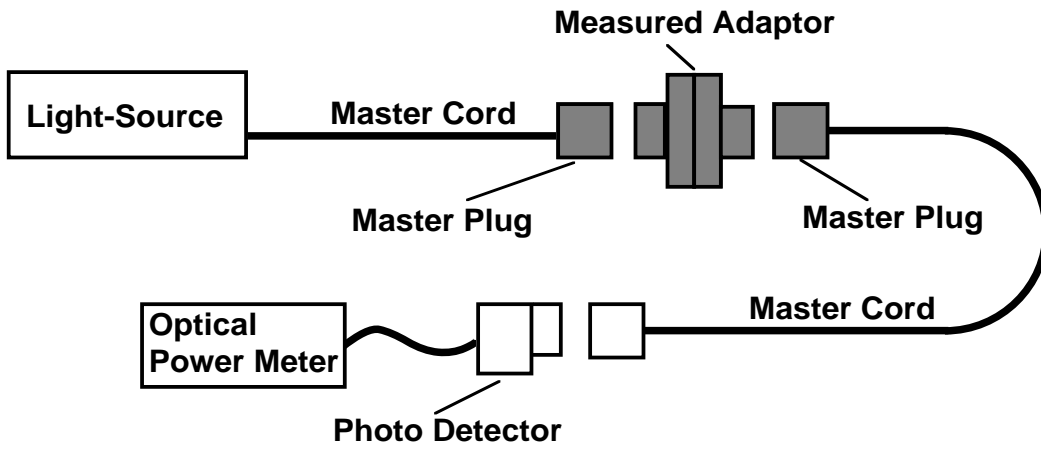 Measured Adaptor
Light-Source
Master Cord
Master Plug
Master Plug
Master Cord
Optical
Power Meter
Photo Detector